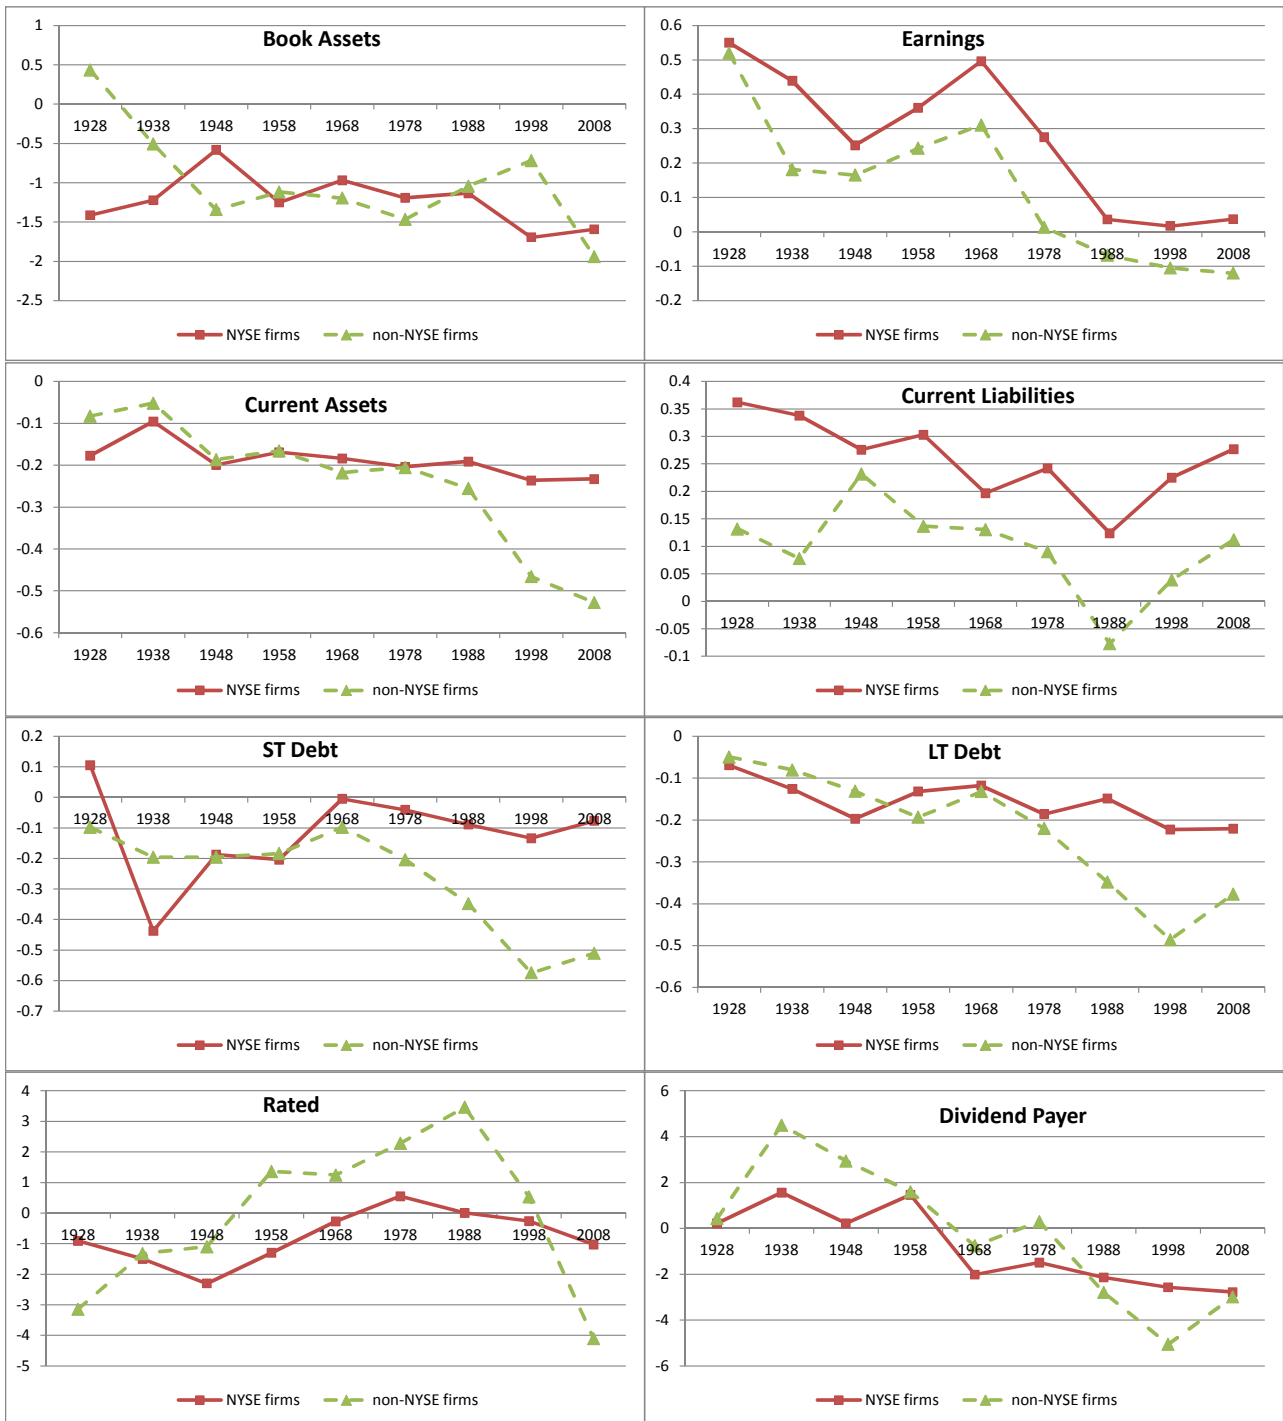 Book Assets
1
0.5
0
-0.5
-1
-1.5
-2
-2.5
1928 1938 1948 1958 1968 1978 1988 1998 2008
NYSE firms non-NYSE firms
Earnings
0.6
0.5
0.4
0.3
0.2
0.1
0
-0.1
-0.2
1928 1938 1948 1958 1968 1978 1988 1998 2008
NYSE firms non-NYSE firms
Current Assets
0
-0.1
-0.2
-0.3
-0.4
-0.5
-0.6
1928 1938 1948 1958 1968 1978 1988 1998 2008
NYSE firms non-NYSE firms
Current Liabilities
0.4
0.35
0.3
0.25
0.2
0.15
0.1
0.05
0
-0.05
-0.1
1928 1938 1948 1958 1968 1978 1988 1998 2008
NYSE firms non-NYSE firms
ST Debt
0.2
0.1
0
-0.1
-0.2
-0.3
-0.4
-0.5
-0.6
-0.7
1928 1938 1948 1958 1968 1978 1988 1998 2008
NYSE firms non-NYSE firms
LT Debt
0
-0.1
-0.2
-0.3
-0.4
-0.5
-0.6
1928 1938 1948 1958 1968 1978 1988 1998 2008
NYSE firms non-NYSE firms
Rated
4
3
2
1
0
-1
-2
-3
-4
-5
1928 1938 1948 1958 1968 1978 1988 1998 2008
NYSE firms non-NYSE firms
Dividend Payer
6
4
2
0
-2
-4
-6
1928 1938 1948 1958 1968 1978 1988 1998 2008
NYSE firms non-NYSE firms